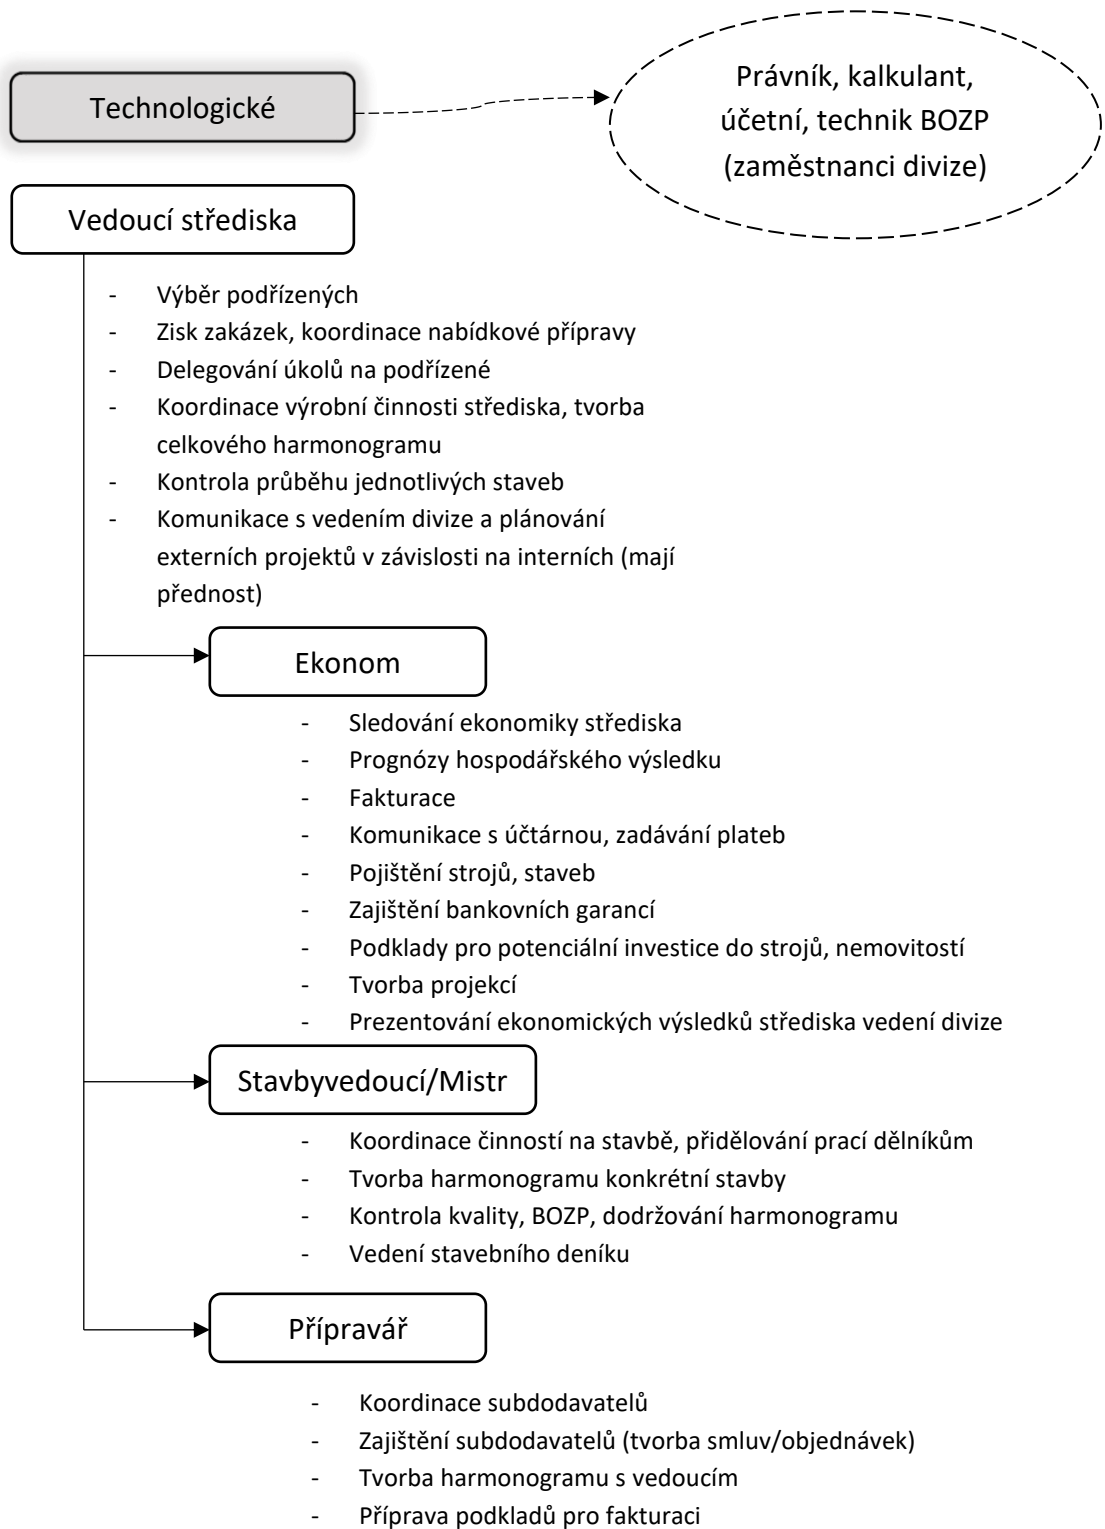 Technologické
Právník, kalkulant,
účetní, technik BOZP
(zaměstnanci divize)
Vedoucí střediska
- Výběr podřízených
- Zisk zakázek, koordinace nabídkové přípravy
- Delegování úkolů na podřízené
- Koordinace výrobní činnosti střediska, tvorba
celkového harmonogramu
- Kontrola průběhu jednotlivých staveb
- Komunikace s vedením divize a plánování
externích projektů v závislosti na interních (mají
přednost)
Ekonom
- Sledování ekonomiky střediska
- Prognózy hospodářského výsledku
- Fakturace
- Komunikace s účtárnou, zadávání plateb
- Pojištění strojů, staveb
- Zajištění bankovních garancí
- Podklady pro potenciální investice do strojů, nemovitostí
- Tvorba projekcí
- Prezentování ekonomických výsledků střediska vedení divize
Stavbyvedoucí/Mistr
- Koordinace činností na stavbě, přidělování prací dělníkům
- Tvorba harmonogramu konkrétní stavby
- Kontrola kvality, BOZP, dodržování harmonogramu
- Vedení stavebního deníku
Přípravář
- Koordinace subdodavatelů
- Zajištění subdodavatelů (tvorba smluv/objednávek)
- Tvorba harmonogramu s vedoucím
- Příprava podkladů pro fakturaci